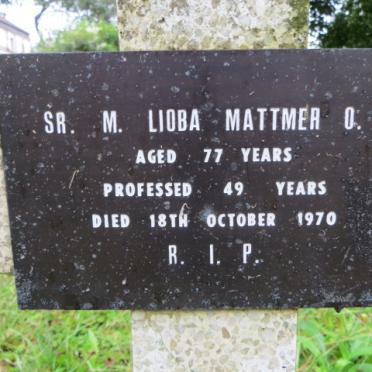 SR. M. LIOBA MATTMER O.
AGED 77 YEARS
PROFESSED 49 YEARS
DIED 18TH OCTOBER 1970
R. I. P.